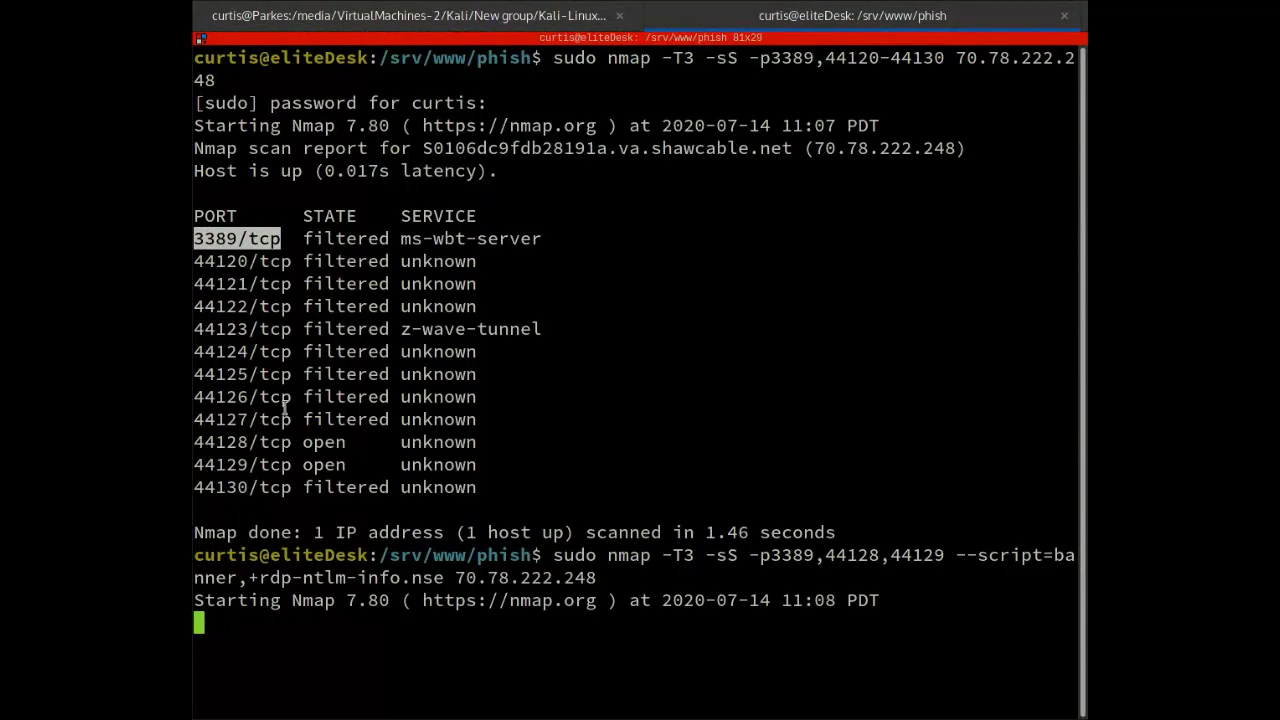 curtis@Parkes:/media/VirtualMachines-2/Kali/New group/Kali-Linux... × curtis@eliteDesk: /srv/www/phish ×
curtis@eliteDesk: /srv/www/phish 81x29
curtis@eliteDesk:/srv/www/phish$ sudo nmap -T3 -sS -p3389,44120-44130 70.78.222.2
48
[sudo] password for curtis:
Starting Nmap 7.80 ( https://nmap.org ) at 2020-07-14 11:07 PDT
Nmap scan report for S0106dc9fdb28191a.va.shawcable.net (70.78.222.248)
Host is up (0.017s latency).
PORT STATE SERVICE
3389/tcp filtered ms-wbt-server
44120/tcp filtered unknown
44121/tcp filtered unknown
44122/tcp filtered unknown
44123/tcp filtered z-wave-tunnel
44124/tcp filtered unknown
44125/tcp filtered unknown
44126/tcp filtered unknown
44127/tcp filtered unknown
44128/tcp open unknown
44129/tcp open unknown
44130/tcp filtered unknown
Nmap done: 1 IP address (1 host up) scanned in 1.46 seconds
curtis@eliteDesk:/srv/www/phish$ sudo nmap -T3 -sS -p3389,44128,44129 --script=ba
nner,+rdp-ntlm-info.nse 70.78.222.248
Starting Nmap 7.80 ( https://nmap.org ) at 2020-07-14 11:08 PDT